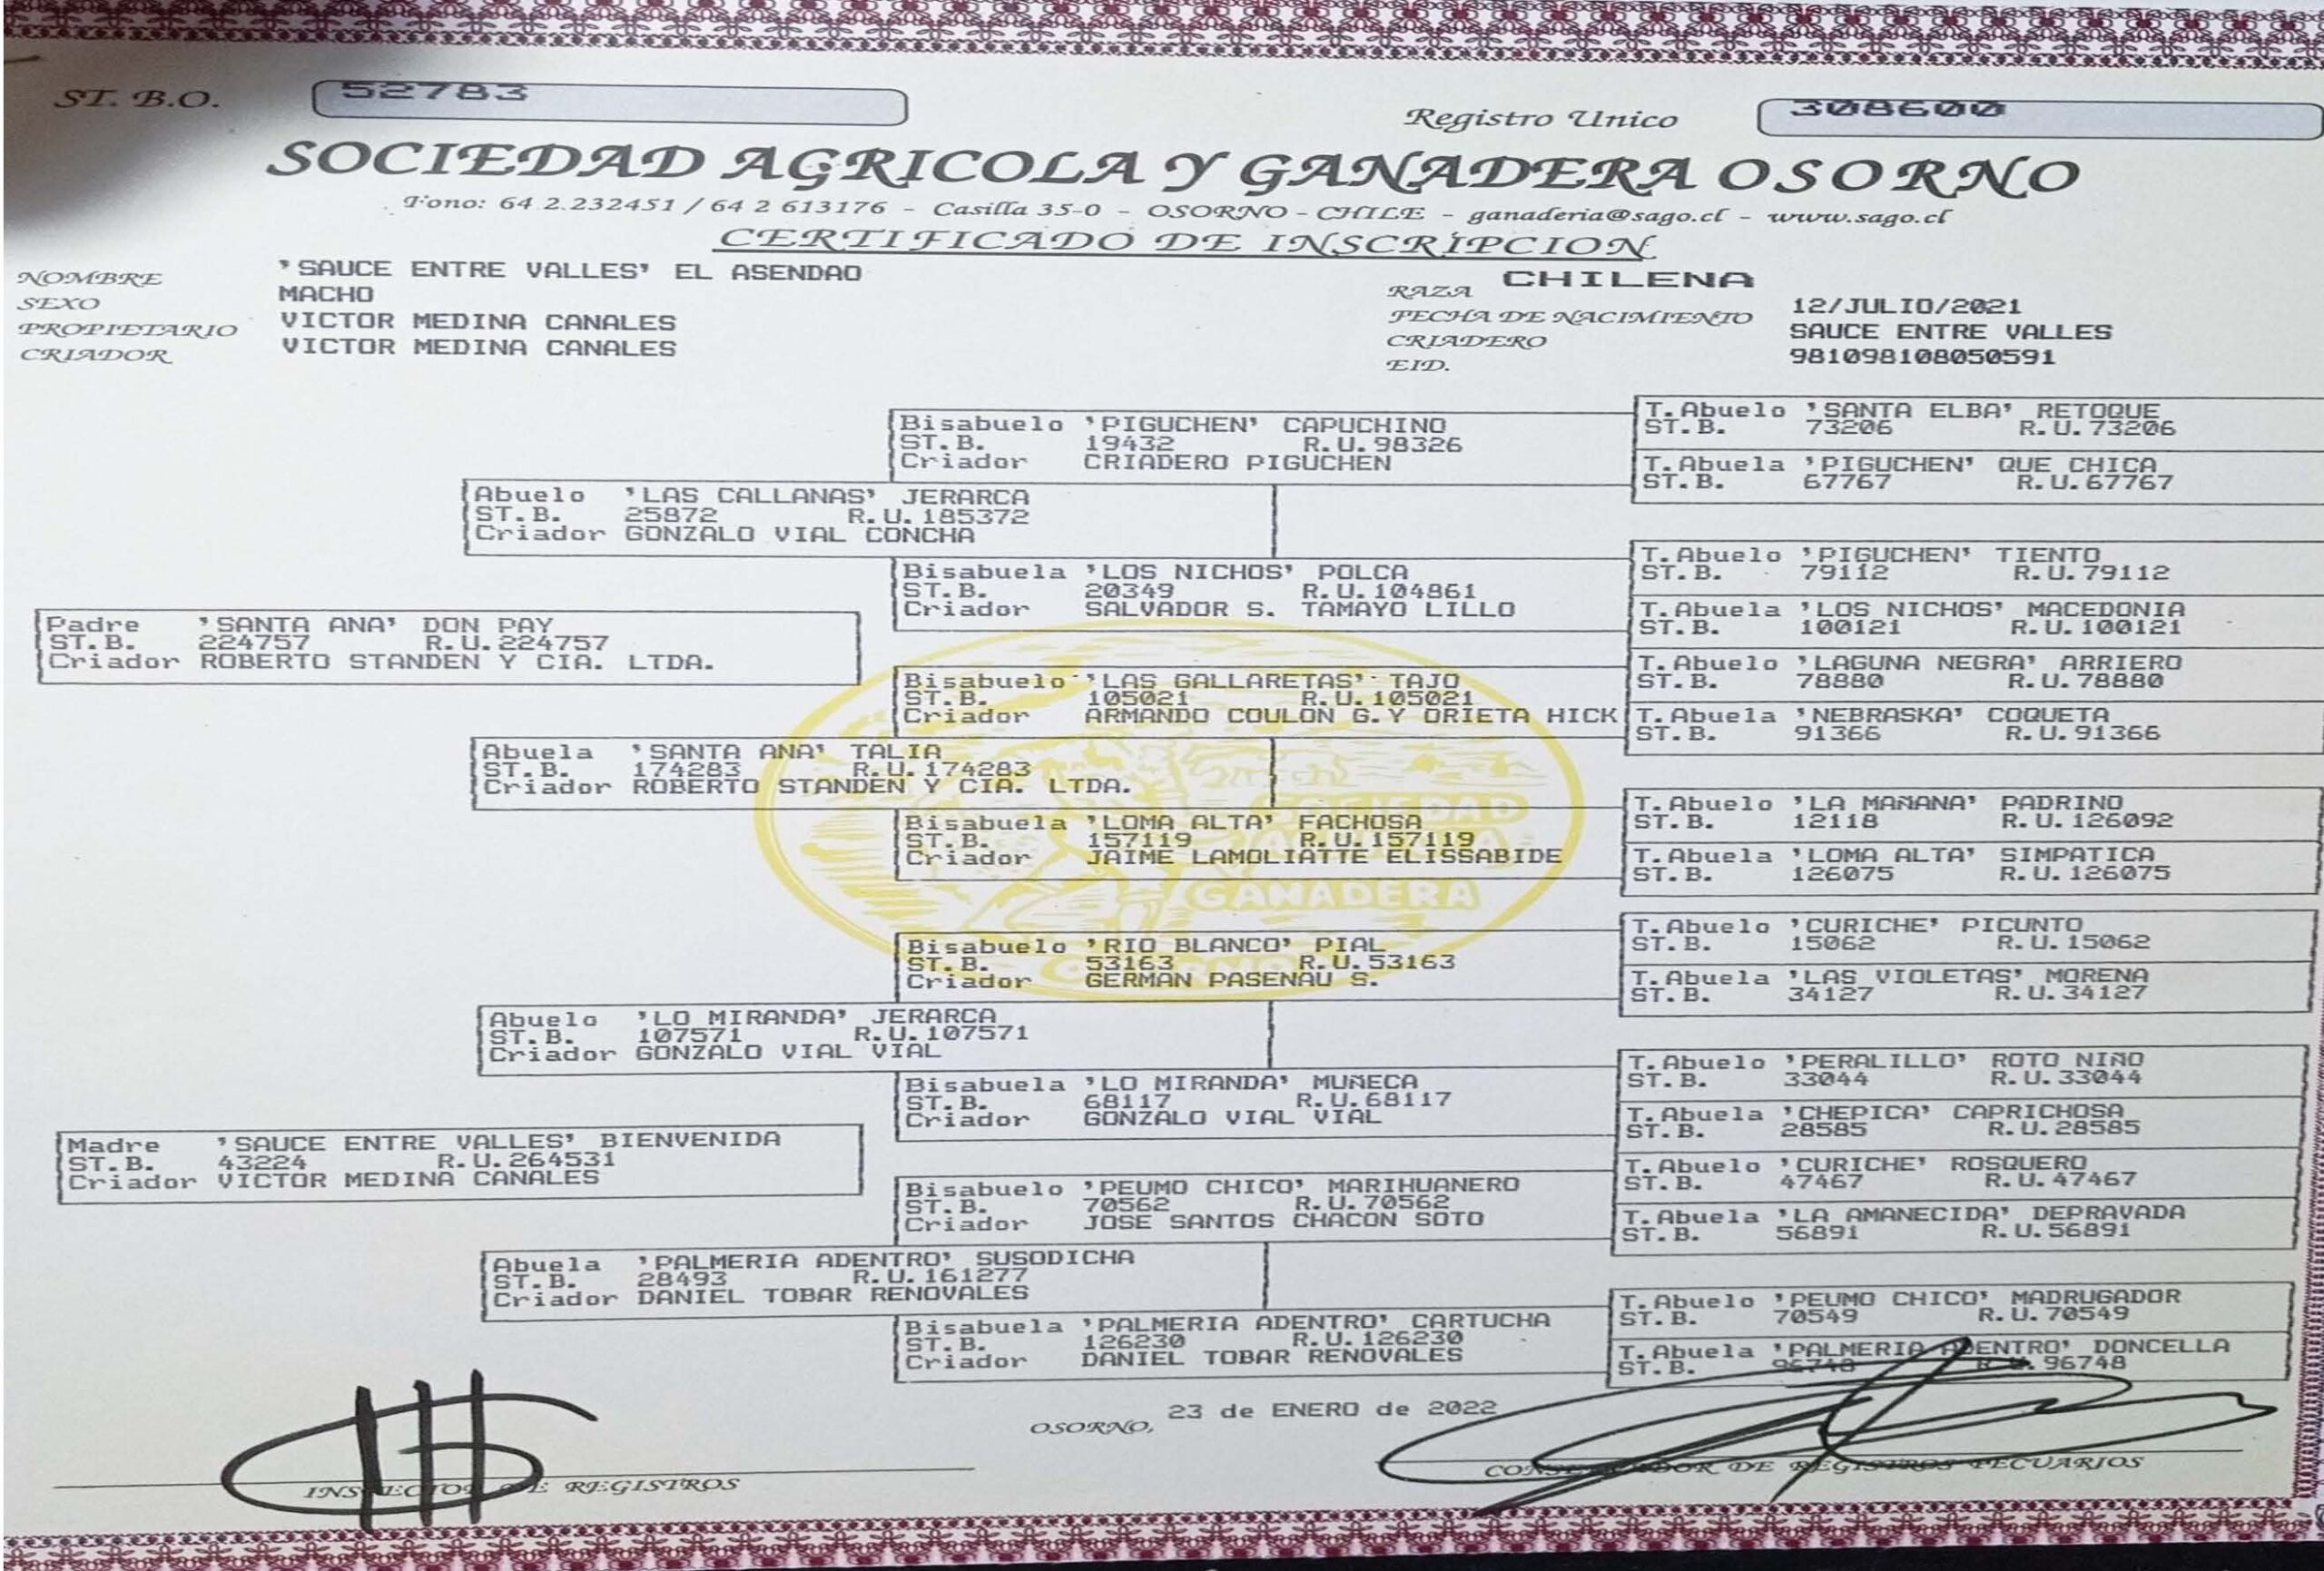 ST. B.O. 52783
Registro Unico 308600
SOCIEDAD AGRICOLA Y GANADERA OSORNO
Fono: 64 2.232451 / 64 2 613176 - Casilla 35-0 - OSORNO - CHILE - ganaderia@sago.cl - www.sago.cl
CERTIFICADO DE INSCRIPCION
NOMBRE 'SAUCE ENTRE VALLES' EL ASENDAO
SEXO MACHO
PROPIETARIO VICTOR MEDINA CANALES
CRIADOR VICTOR MEDINA CANALES
RAZA CHILENA
FECHA DE NACIMIENTO 12/JULIO/2021
CRIADERO SAUCE ENTRE VALLES
EID. 981098108050591
Padre 'SANTA ANA' DON PAY
ST.B. 224757 R.U.224757
Criador ROBERTO STANDEN Y CIA. LTDA.
Madre 'SAUCE ENTRE VALLES' BIENVENIDA
ST.B. 43224 R.U.264531
Criador VICTOR MEDINA CANALES
Abuelo 'LAS CALLANAS' JERARCA
ST.B. 25872 R.U.185372
Criador GONZALO VIAL CONCHA
Abuela 'SANTA ANA' TALIA
ST.B. 174283 R.U.174283
Criador ROBERTO STANDEN Y CIA. LTDA.
Abuelo 'LO MIRANDA' JERARCA
ST.B. 107571 R.U.107571
Criador GONZALO VIAL VIAL
Abuela 'PALMERIA ADENTRO' SUSODICHA
ST.B. 28493 R.U.161277
Criador DANIEL TOBAR RENOVALES
Bisabuelo 'PIGUCHEN' CAPUCHINO
ST.B. 19432 R.U.98326
Criador CRIADERO PIGUCHEN
Bisabuela 'LOS NICHOS' POLCA
ST.B. 20349 R.U.104861
Criador SALVADOR S. TAMAYO LILLO
Bisabuelo 'LAS GALLARETAS' TAJO
ST.B. 105021 R.U.105021
Criador ARMANDO COULON G.Y ORIETA HICK
Bisabuela 'LOMA ALTA' FACHOSA
ST.B. 157119 R.U.157119
Criador JAIME LAMOLIATTE ELISSABIDE
Bisabuelo 'RIO BLANCO' PIAL
ST.B. 53163 R.U.53163
Criador GERMAN PASENAU S.
Bisabuela 'LO MIRANDA' MUÑECA
ST.B. 68117 R.U.68117
Criador GONZALO VIAL VIAL
Bisabuelo 'PEUMO CHICO' MARIHUANERO
ST.B. 70562 R.U.70562
Criador JOSE SANTOS CHACON SOTO
Bisabuela 'PALMERIA ADENTRO' CARTUCHA
ST.B. 126230 R.U.126230
Criador DANIEL TOBAR RENOVALES
T.Abuelo 'SANTA ELBA' RETOQUE
ST.B. 73206 R.U.73206
T.Abuela 'PIGUCHEN' QUE CHICA
ST.B. 67767 R.U.67767
T.Abuelo 'PIGUCHEN' TIENTO
ST.B. 79112 R.U.79112
T.Abuela 'LOS NICHOS' MACEDONIA
ST.B. 100121 R.U.100121
T.Abuelo 'LAGUNA NEGRA' ARRIERO
ST.B. 78880 R.U.78880
T.Abuela 'NEBRASKA' COQUETA
ST.B. 91366 R.U.91366
T.Abuelo 'LA MAÑANA' PADRINO
ST.B. 12118 R.U.126092
T.Abuela 'LOMA ALTA' SIMPATICA
ST.B. 126075 R.U.126075
T.Abuelo 'CURICHE' PICUNTO
ST.B. 15062 R.U.15062
T.Abuela 'LAS VIOLETAS' MORENA
ST.B. 34127 R.U.34127
T.Abuelo 'PERALILLO' ROTO NIÑO
ST.B. 33044 R.U.33044
T.Abuela 'CHEPICA' CAPRICHOSA
ST.B. 28585 R.U.28585
T.Abuelo 'CURICHE' ROSQUERO
ST.B. 47467 R.U.47467
T.Abuela 'LA AMANECIDA' DEPRAVADA
ST.B. 56891 R.U.56891
T.Abuelo 'PEUMO CHICO' MADRUGADOR
ST.B. 70549 R.U.70549
T.Abuela 'PALMERIA ADENTRO' DONCELLA
ST.B. 96748 R.U.96748
SOCIEDAD
GANADERA
OSORNO, 23 de ENERO de 2022
INSPECTOR DE REGISTROS
CONSERVADOR DE REGISTROS PECUARIOS